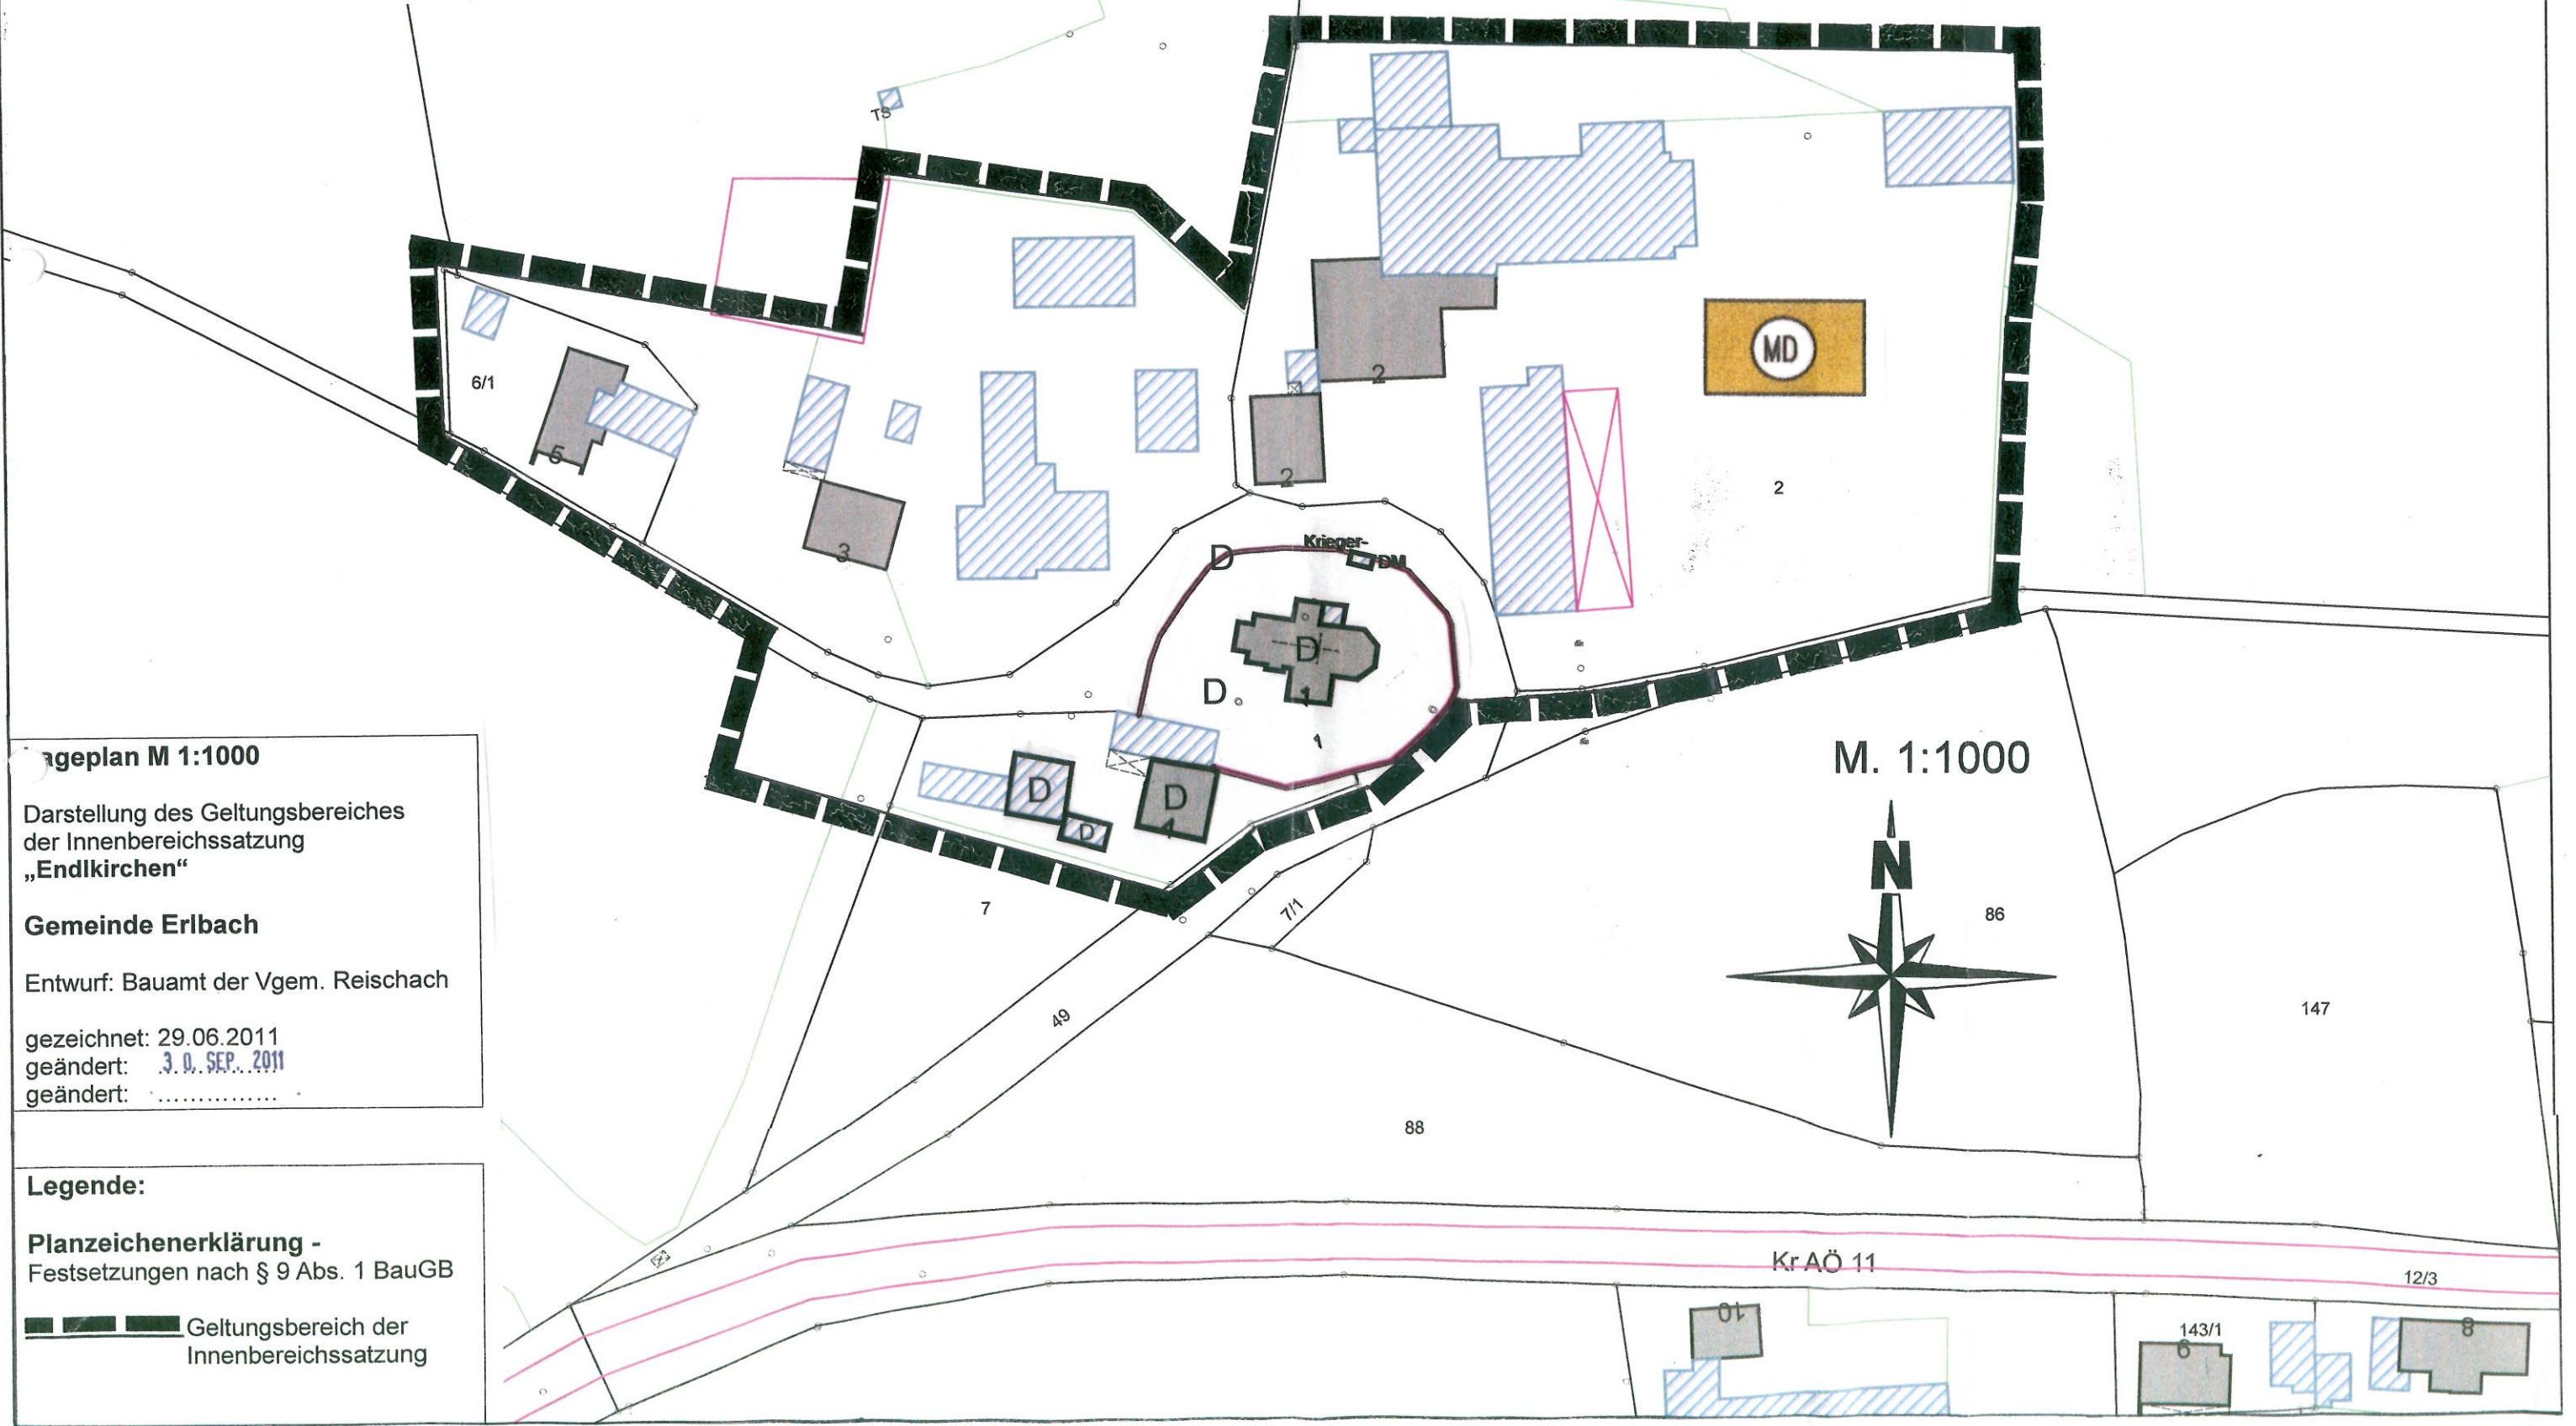 TS
6/1
5
3
2
2
MD
2
Krieger-
DM
D
D
D
1
1
D
D
D
1
M. 1:1000
N
7
7/1
49
86
147
88
Kr AÖ 11
12/3
10
143/1
6
8
ageplan M 1:1000
Darstellung des Geltungsbereiches
der Innenbereichssatzung
„Endlkirchen“
Gemeinde Erlbach
Entwurf: Bauamt der Vgem. Reischach
gezeichnet: 29.06.2011
geändert: 30. SEP. 2011
geändert: ...............
Legende:
Planzeichenerklärung -
Festsetzungen nach § 9 Abs. 1 BauGB
Geltungsbereich der
Innenbereichssatzung